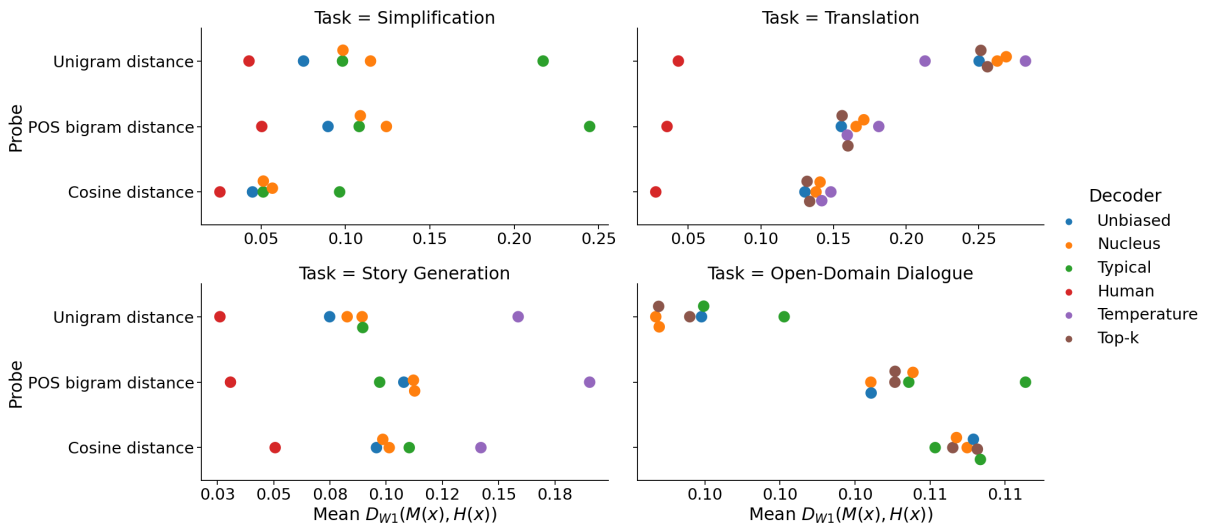 Task = Simplification
Task = Translation
Probe
Unigram distance
POS bigram distance
Cosine distance
0.05 0.10 0.15 0.20 0.25
0.05 0.10 0.15 0.20 0.25
Decoder
Unbiased
Nucleus
Typical
Human
Temperature
Top-k
Task = Story Generation
Task = Open-Domain Dialogue
Probe
Unigram distance
POS bigram distance
Cosine distance
0.03 0.05 0.08 0.10 0.12 0.15 0.18
0.10 0.10 0.10 0.11 0.11
Mean D_{W1}(M(x), H(x))
Mean D_{W1}(M(x), H(x))